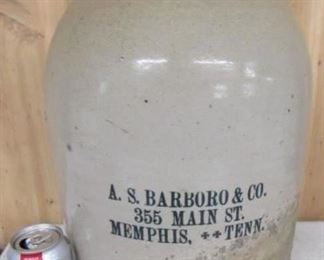 A. S. BARBORO & CO.
355 MAIN ST.
MEMPHIS, ++ TENN.